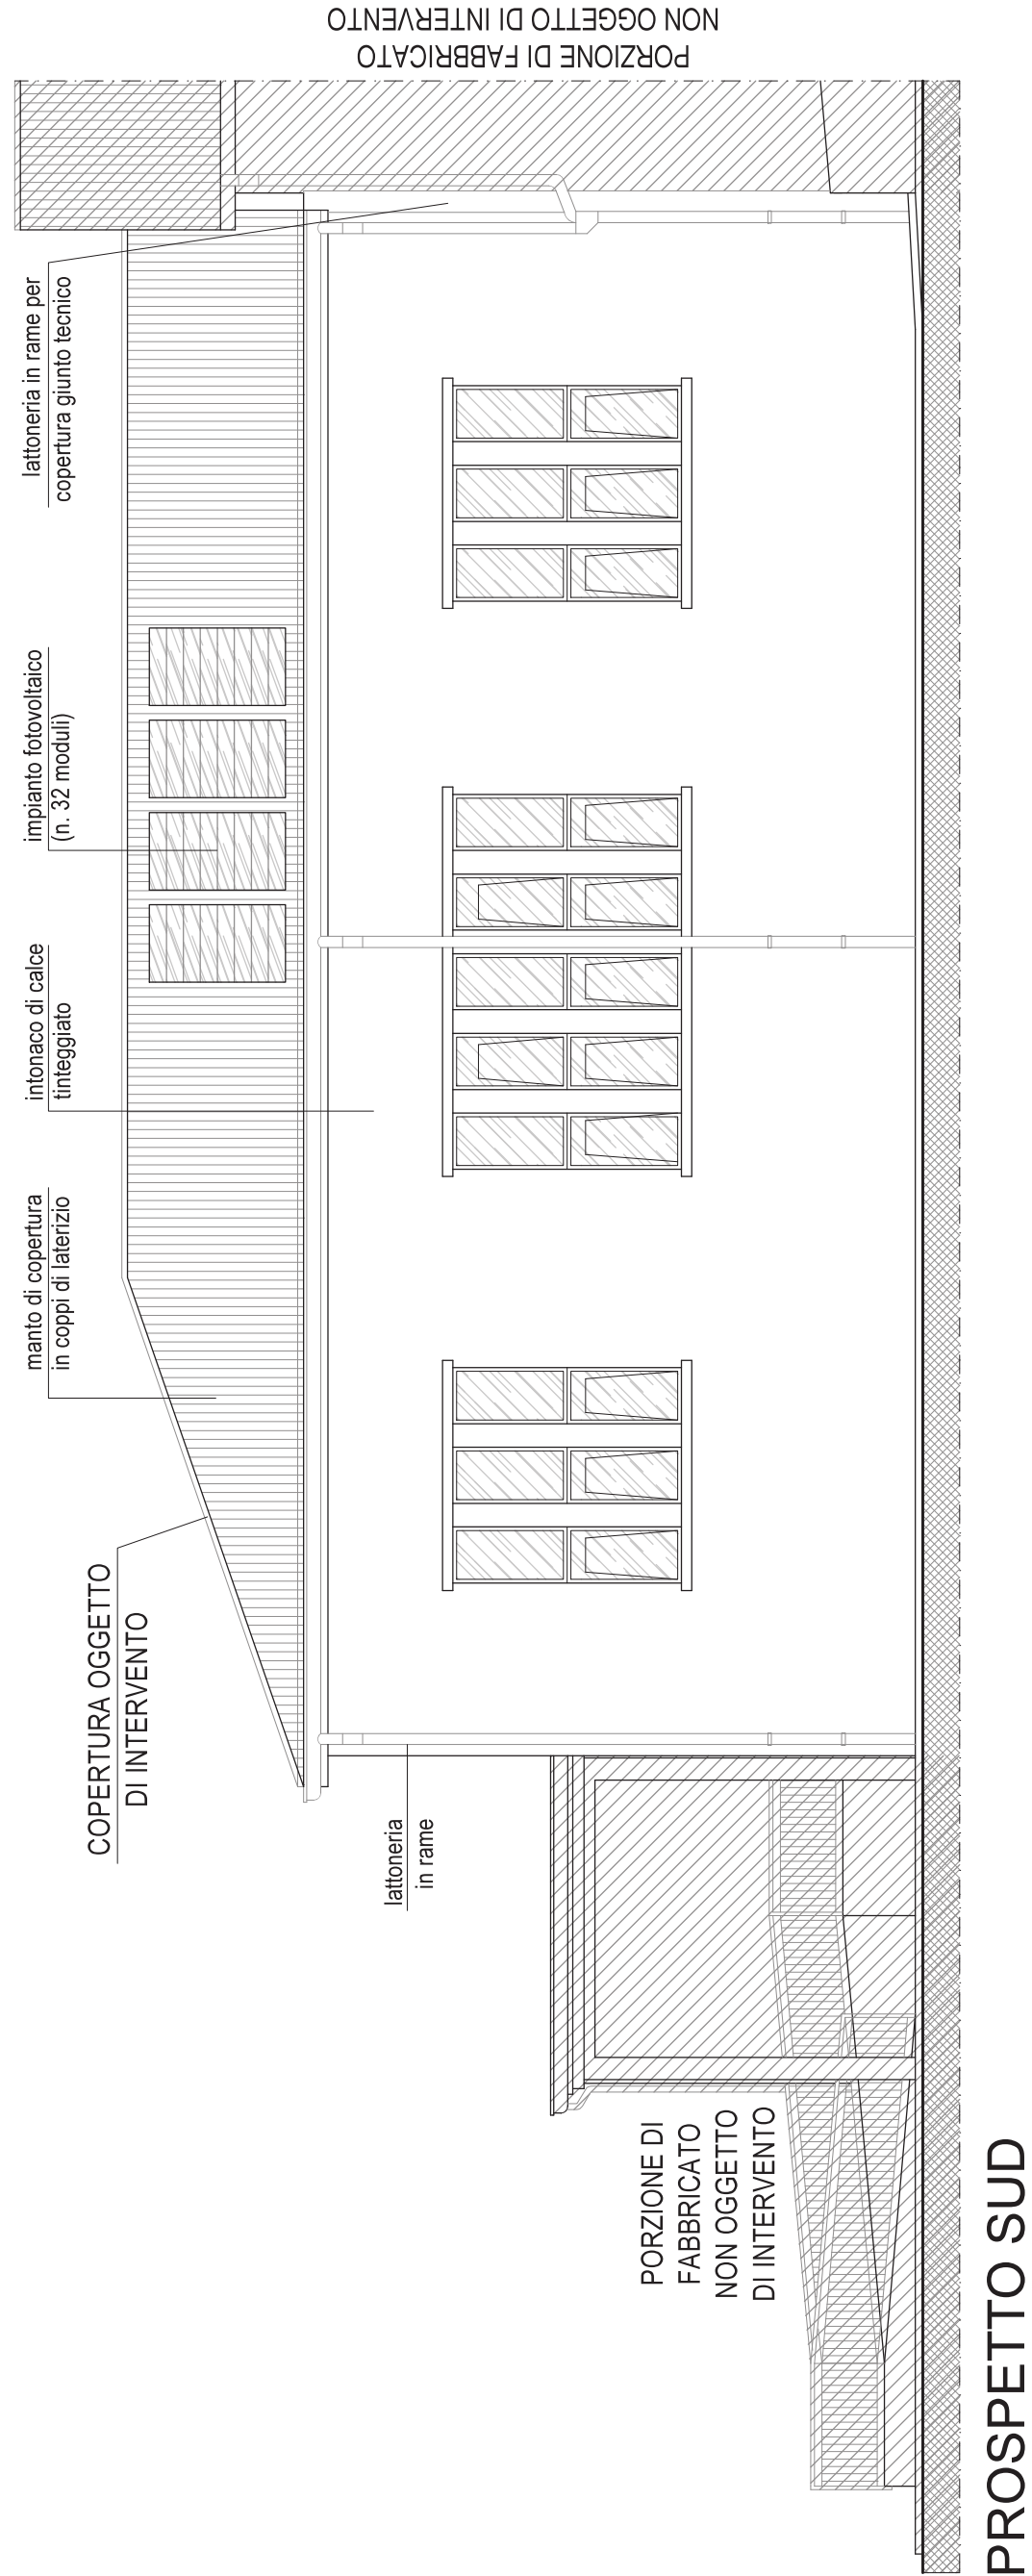 COPERTURA OGGETTO
DI INTERVENTO
manto di copertura
in coppi di laterizio
intonaco di calce
tinteggiato
impianto fotovoltaico
(n. 32 moduli)
lattoneria in rame per
copertura giunto tecnico
PORZIONE DI FABBRICATO
NON OGGETTO DI INTERVENTO
lattoneria
in rame
PORZIONE DI
FABBRICATO
NON OGGETTO
DI INTERVENTO
PROSPETTO SUD